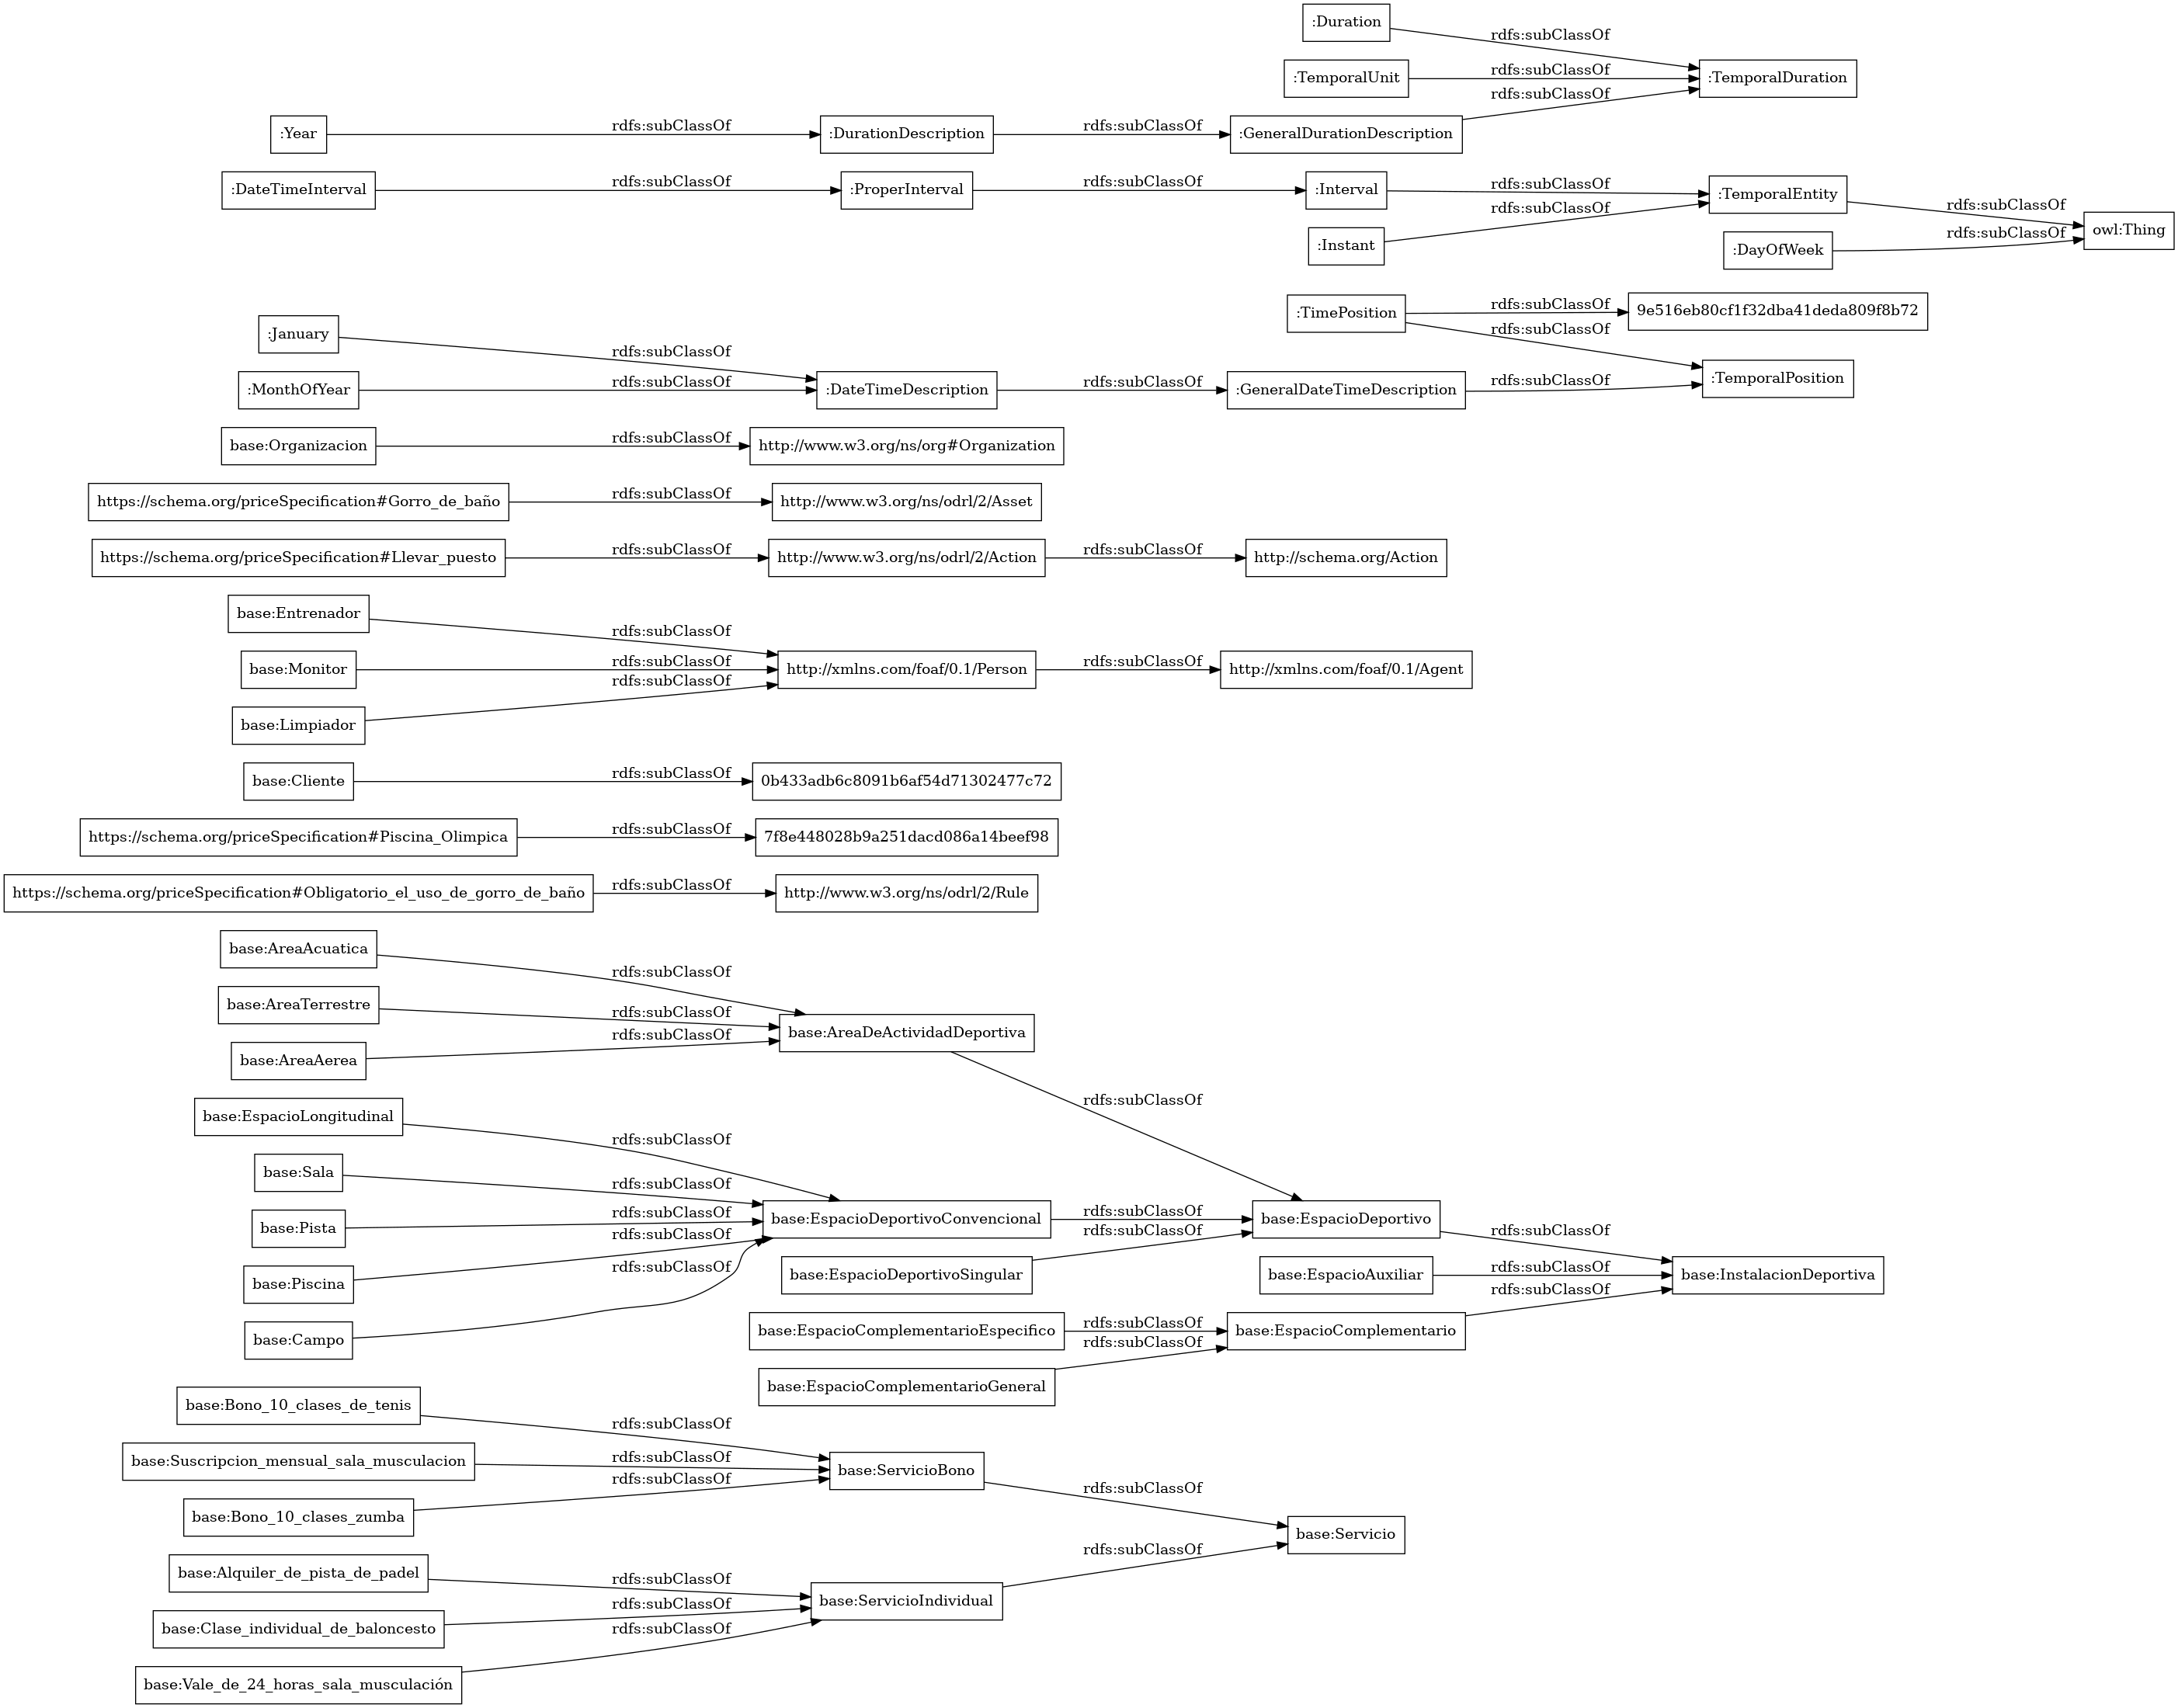 :Duration
rdfs:subClassOf
:TemporalUnit
rdfs:subClassOf
:TemporalDuration
rdfs:subClassOf
:Year
rdfs:subClassOf
:DurationDescription
rdfs:subClassOf
:GeneralDurationDescription
:DateTimeInterval
rdfs:subClassOf
:ProperInterval
rdfs:subClassOf
:Interval
rdfs:subClassOf
:TemporalEntity
rdfs:subClassOf
rdfs:subClassOf
:Instant
:DayOfWeek
rdfs:subClassOf
owl:Thing
:TimePosition
rdfs:subClassOf
9e516eb80cf1f32dba41deda809f8b72
rdfs:subClassOf
:January
rdfs:subClassOf
:MonthOfYear
rdfs:subClassOf
:DateTimeDescription
rdfs:subClassOf
:GeneralDateTimeDescription
rdfs:subClassOf
:TemporalPosition
base:Organizacion
rdfs:subClassOf
http://www.w3.org/ns/org#Organization
https://schema.org/priceSpecification#Gorro_de_baño
rdfs:subClassOf
http://www.w3.org/ns/odrl/2/Asset
https://schema.org/priceSpecification#Llevar_puesto
rdfs:subClassOf
http://www.w3.org/ns/odrl/2/Action
rdfs:subClassOf
http://schema.org/Action
base:Entrenador
rdfs:subClassOf
base:Monitor
rdfs:subClassOf
http://xmlns.com/foaf/0.1/Person
rdfs:subClassOf
http://xmlns.com/foaf/0.1/Agent
rdfs:subClassOf
base:Limpiador
base:Cliente
rdfs:subClassOf
0b433adb6c8091b6af54d71302477c72
https://schema.org/priceSpecification#Piscina_Olimpica
rdfs:subClassOf
7f8e448028b9a251dacd086a14beef98
https://schema.org/priceSpecification#Obligatorio_el_uso_de_gorro_de_baño
rdfs:subClassOf
http://www.w3.org/ns/odrl/2/Rule
base:AreaAcuatica
rdfs:subClassOf
base:AreaTerrestre
rdfs:subClassOf
base:AreaDeActividadDeportiva
rdfs:subClassOf
base:AreaAerea
rdfs:subClassOf
base:EspacioLongitudinal
rdfs:subClassOf
base:Sala
rdfs:subClassOf
base:Pista
rdfs:subClassOf
base:EspacioDeportivoConvencional
rdfs:subClassOf
base:EspacioDeportivo
rdfs:subClassOf
rdfs:subClassOf
rdfs:subClassOf
base:Piscina
rdfs:subClassOf
base:EspacioDeportivoSingular
base:EspacioAuxiliar
rdfs:subClassOf
base:InstalacionDeportiva
base:Campo
base:EspacioComplementarioEspecifico
rdfs:subClassOf
base:EspacioComplementario
rdfs:subClassOf
rdfs:subClassOf
base:EspacioComplementarioGeneral
base:Bono_10_clases_de_tenis
rdfs:subClassOf
base:Suscripcion_mensual_sala_musculacion
rdfs:subClassOf
base:ServicioBono
rdfs:subClassOf
rdfs:subClassOf
base:Bono_10_clases_zumba
base:Servicio
base:Alquiler_de_pista_de_padel
rdfs:subClassOf
rdfs:subClassOf
base:ServicioIndividual
base:Clase_individual_de_baloncesto
rdfs:subClassOf
rdfs:subClassOf
base:Vale_de_24_horas_sala_musculación